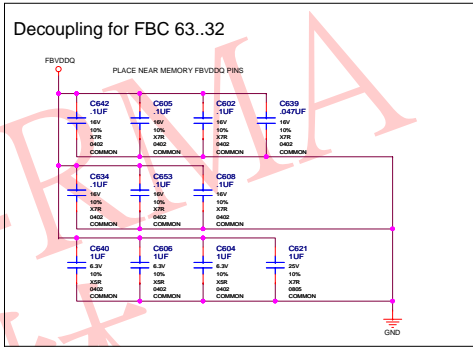 Decoupling for FBC 63..32
FBVDDQ
PLACE NEAR MEMORY FBVDDQ PINS
C642
.1UF
16V
10%
X7R
0402
COMMON
C605
.1UF
16V
10%
X7R
0402
COMMON
C602
.1UF
16V
10%
X7R
0402
COMMON
C639
.047UF
16V
10%
X7R
0402
COMMON
C634
.1UF
16V
10%
X7R
0402
COMMON
C653
.1UF
16V
10%
X7R
0402
COMMON
C608
.1UF
16V
10%
X7R
0402
COMMON
C640
1UF
6.3V
10%
X5R
0402
COMMON
C606
1UF
6.3V
10%
X5R
0402
COMMON
C604
1UF
6.3V
10%
X5R
0402
COMMON
C621
1UF
25V
10%
X7R
0805
COMMON
GND
ERMA